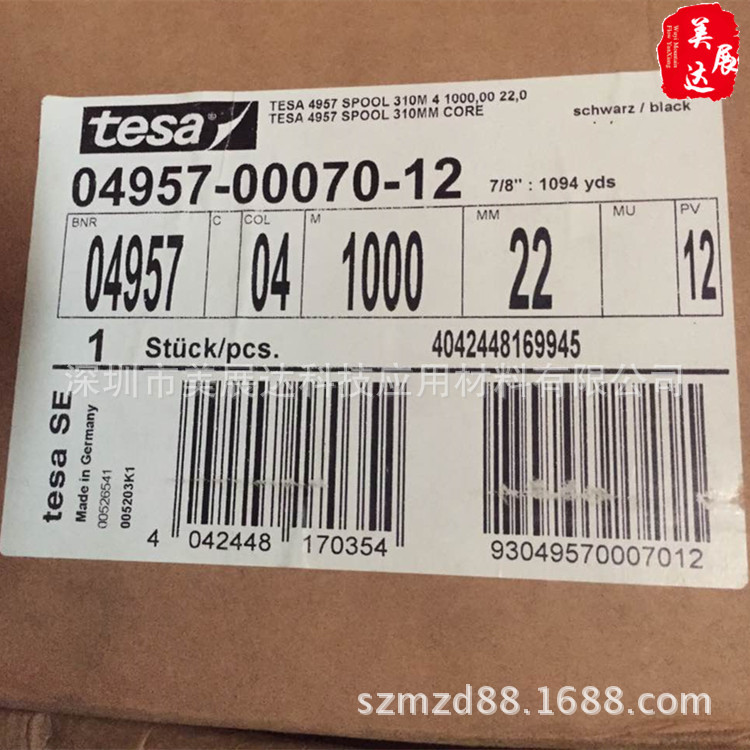 美
展
达
Wuyi Mountain
tesa®
TESA 4957 SPOOL 310M 4 1000,00 22,0
TESA 4957 SPOOL 310MM CORE
schwarz / black
04957-00070-12
7/8" : 1094 yds
BNR C COL M MM MU PV
04957 04 1000 22 12
1 Stück/pcs.
4042448169945
深圳市美展达科技应用材料有限公司
tesa SE
Made in Germany
00526541
005203K1
4 042448 170354
93049570007012
szmzd88.1688.com